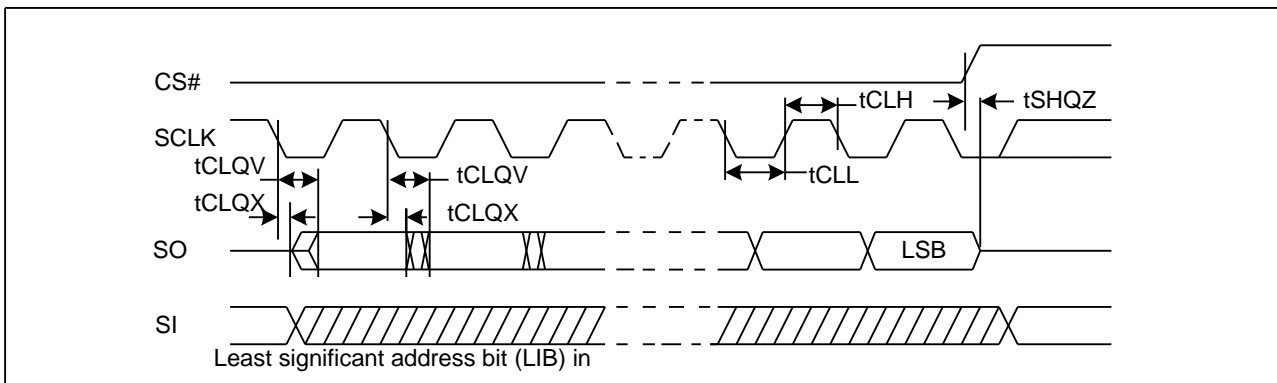 CS#
tCLH
tSHQZ
SCLK
tCLQV
tCLQV
tCLL
tCLQX
tCLQX
SO
LSB
SI
Least significant address bit (LIB) in